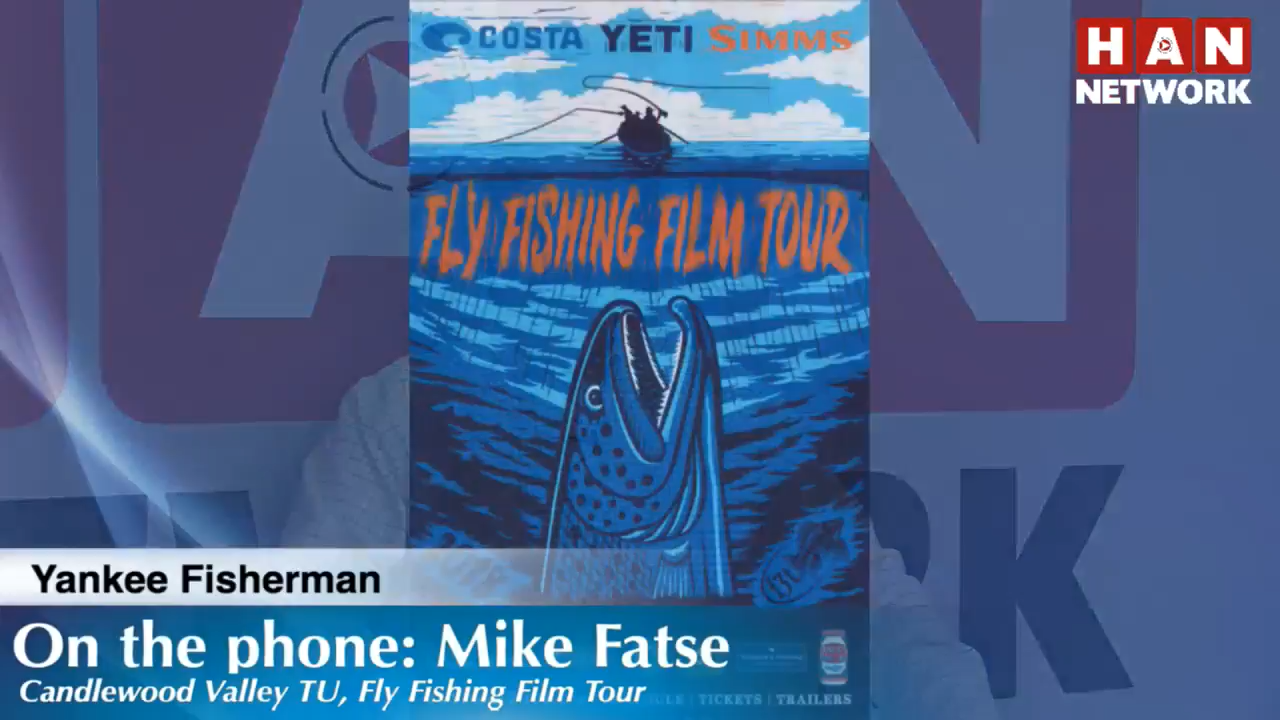 COSTA YETI SIMMS
HAN
NETWORK
FLY FISHING FILM TOUR
Yankee Fisherman
On the phone: Mike Fatse
Candlewood Valley TU, Fly Fishing Film Tour
| TICKETS | TRAILERS